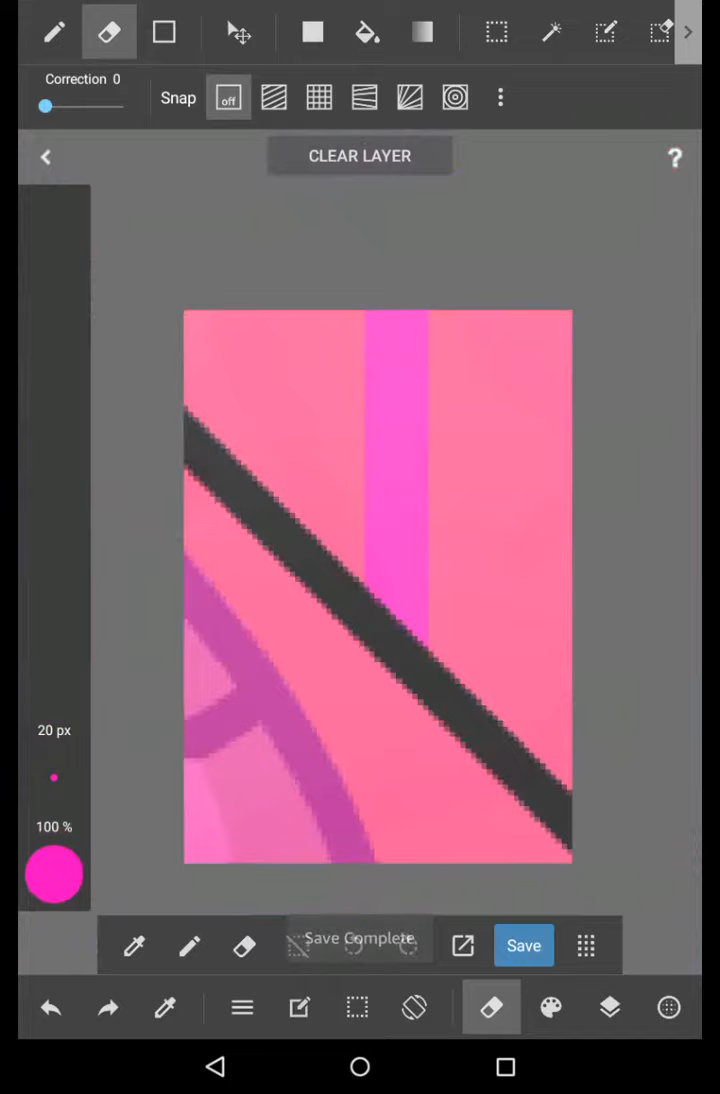 Correction 0
Snap
off
CLEAR LAYER
?
20 px
100 %
Save Complete.
Save